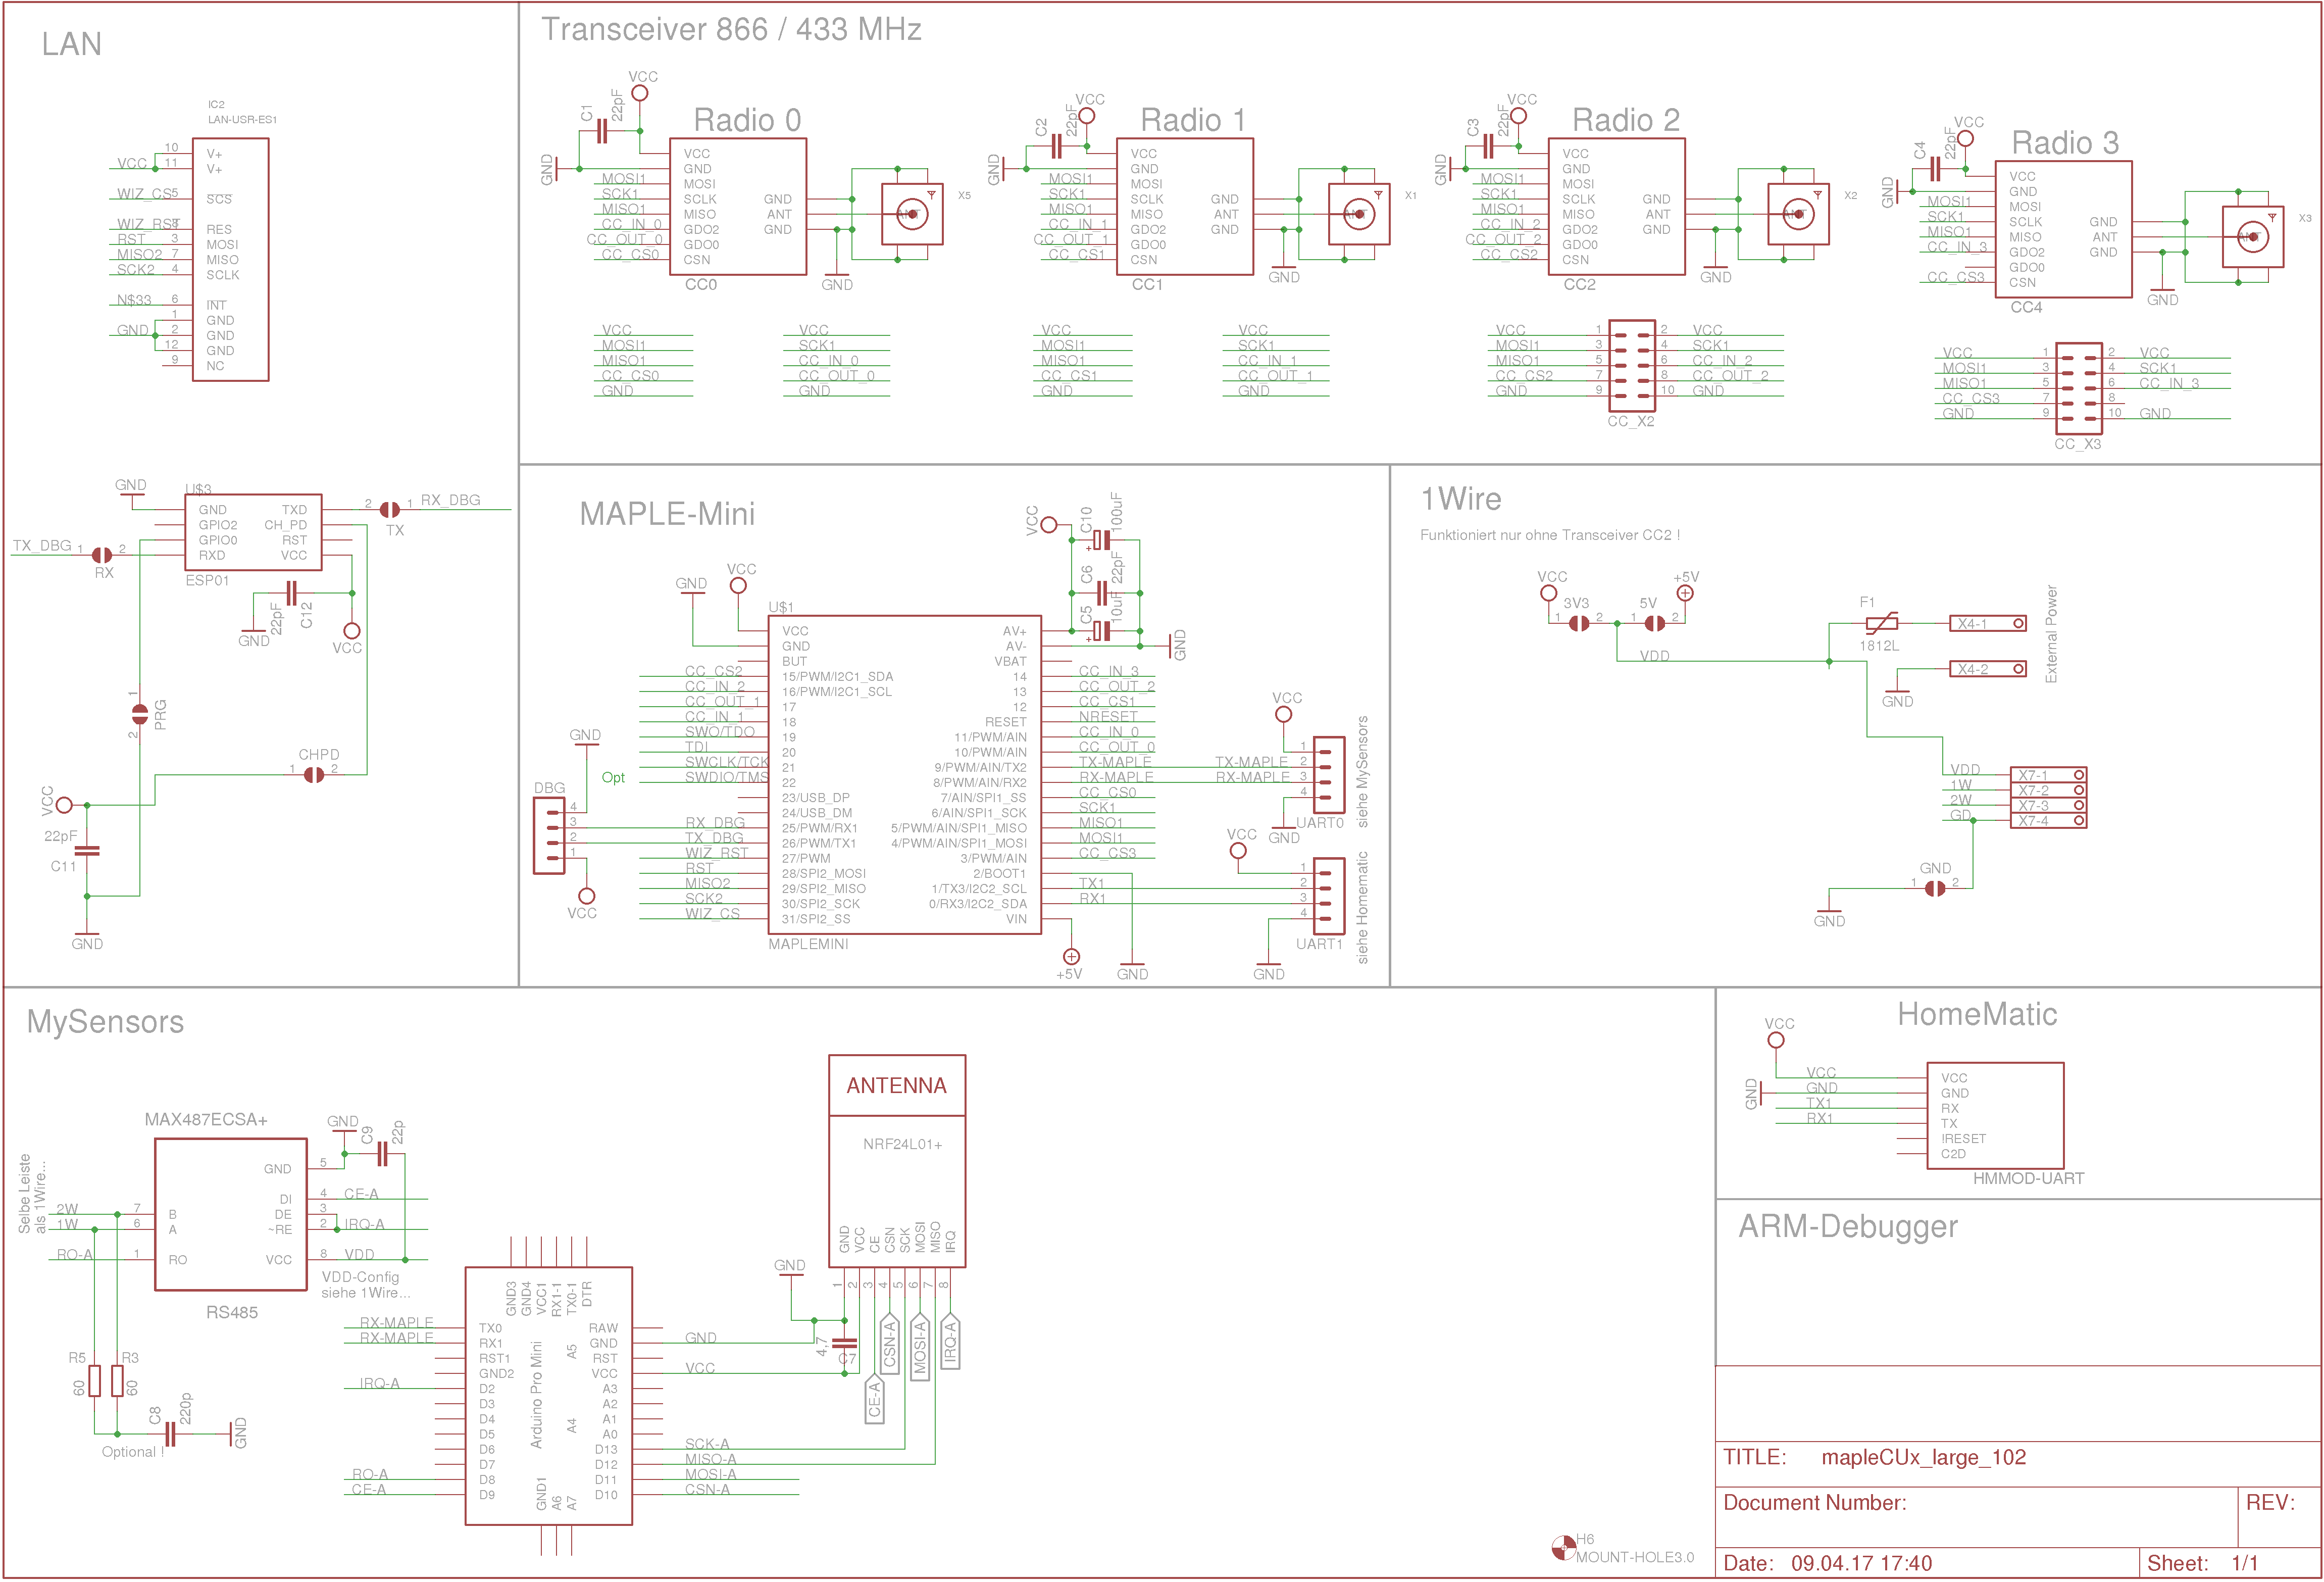 LAN
IC2
LAN-USR-ES1
VCC
10
11
V+
V+
WIZ_CS
5
SCS
WIZ_RST
8
RES
RST
3
MOSI
MISO2
7
MISO
SCK2
4
SCLK
N$33
6
INT
1
GND
GND
2
GND
12
GND
9
NC
GND
U$3
GND
TXD
GPIO2
CH_PD
GPIO0
RST
RXD
VCC
ESP01
2
1
RX_DBG
TX
TX_DBG
1
2
RX
22pF
C12
GND
VCC
1
2
PRG
CHPD
1
2
VCC
22pF
C11
GND
Transceiver 866 / 433 MHz
VCC
C1
22pF
GND
Radio 0
VCC
GND
MOSI1
MOSI
SCK1
SCLK
MISO1
MISO
CC_IN_0
GDO2
CC_OUT_0
GDO0
CC_CS0
CSN
GND
ANT
GND
CC0
GND
ANT
X5
VCC
C2
22pF
GND
Radio 1
VCC
GND
MOSI1
MOSI
SCK1
SCLK
MISO1
MISO
CC_IN_1
GDO2
CC_OUT_1
GDO0
CC_CS1
CSN
GND
ANT
GND
CC1
GND
ANT
X1
VCC
C3
22pF
GND
Radio 2
VCC
GND
MOSI1
MOSI
SCK1
SCLK
MISO1
MISO
CC_IN_2
GDO2
CC_OUT_2
GDO0
CC_CS2
CSN
GND
ANT
GND
CC2
GND
ANT
X2
VCC
C4
22pF
GND
Radio 3
VCC
GND
MOSI1
MOSI
SCK1
SCLK
MISO1
MISO
CC_IN_3
GDO2
GDO0
CC_CS3
CSN
GND
ANT
GND
CC4
GND
ANT
X3
VCC
MOSI1
MISO1
CC_CS0
GND
VCC
SCK1
CC_IN_0
CC_OUT_0
GND
VCC
MOSI1
MISO1
CC_CS1
GND
VCC
SCK1
CC_IN_1
CC_OUT_1
GND
VCC 1 2 VCC
MOSI1 3 4 SCK1
MISO1 5 6 CC_IN_2
CC_CS2 7 8 CC_OUT_2
GND 9 10 GND
CC_X2
VCC 1 2 VCC
MOSI1 3 4 SCK1
MISO1 5 6 CC_IN_3
CC_CS3 7 8
GND 9 10 GND
CC_X3
MAPLE-Mini
VCC
C10
100uF
C6
22pF
C5
10uF
GND
GND
VCC
U$1
VCC AV+
GND AV-
BUT VBAT
CC_CS2 15/PWM/I2C1_SDA 14 CC_IN_3
CC_IN_2 16/PWM/I2C1_SCL 13 CC_OUT_2
CC_OUT_1 17 12 CC_CS1
CC_IN_1 18 RESET NRESET
SWO/TDO 19 11/PWM/AIN CC_IN_0
TDI 20 10/PWM/AIN CC_OUT_0
SWCLK/TCK 21 9/PWM/AIN/TX2 TX-MAPLE TX-MAPLE
SWDIO/TMS 22 8/PWM/AIN/RX2 RX-MAPLE RX-MAPLE
23/USB_DP 7/AIN/SPI1_SS CC_CS0
24/USB_DM 6/AIN/SPI1_SCK SCK1
RX_DBG 25/PWM/RX1 5/PWM/AIN/SPI1_MISO MISO1
TX_DBG 26/PWM/TX1 4/PWM/AIN/SPI1_MOSI MOSI1
WIZ_RST 27/PWM 3/PWM/AIN CC_CS3
RST 28/SPI2_MOSI 2/BOOT1
MISO2 29/SPI2_MISO 1/TX3/I2C2_SCL TX1
SCK2 30/SPI2_SCK 0/RX3/I2C2_SDA RX1
WIZ_CS 31/SPI2_SS VIN
MAPLEMINI
+5V
GND
GND
Opt
DBG
4
3
2
1
VCC
VCC
1
2
3
4
GND
UART0
siehe MySensors
VCC
1
2
3
4
GND
UART1
siehe Homematic
1Wire
Funktioniert nur ohne Transceiver CC2 !
VCC
3V3
1
2
5V
1
2
+5V
VDD
F1
1812L
X4-1
X4-2
GND
External Power
VDD X7-1
1W X7-2
2W X7-3
GD X7-4
GND
1
2
GND
MySensors
MAX487ECSA+
GND
C9
22p
Selbe Leiste
als 1Wire...
GND 5
DI 4 CE-A
2W 7 B
DE 3
1W 6 A
~RE 2 IRQ-A
RO-A 1 RO
VCC 8 VDD
VDD-Config
siehe 1Wire...
RS485
R5
60
R3
60
C8
220p
GND
Optional !
GND3
GND4
VCC1
RX1-1
TX0-1
DTR
RX-MAPLE TX0 RAW
RX-MAPLE RX1 GND GND
RST1 RST
GND2 VCC VCC
IRQ-A D2 A3
D3 A2
D4 A1
D5 A0
D6 D13 SCK-A
D7 D12 MISO-A
RO-A D8 D11 MOSI-A
CE-A D9 D10 CSN-A
Arduino Pro Mini
A5
A4
GND1
A6
A7
ANTENNA
NRF24L01+
GND
VCC
CE
CSN
SCK
MOSI
MISO
IRQ
1
2
3
4
5
6
7
8
GND
4,7
C7
CE-A
CSN-A
MOSI-A
IRQ-A
HomeMatic
VCC
GND
VCC VCC
GND GND
TX1 RX
RX1 TX
!RESET
C2D
HMMOD-UART
ARM-Debugger
H6
MOUNT-HOLE3.0
TITLE: mapleCUx_large_102
Document Number:
REV:
Date: 09.04.17 17:40
Sheet: 1/1